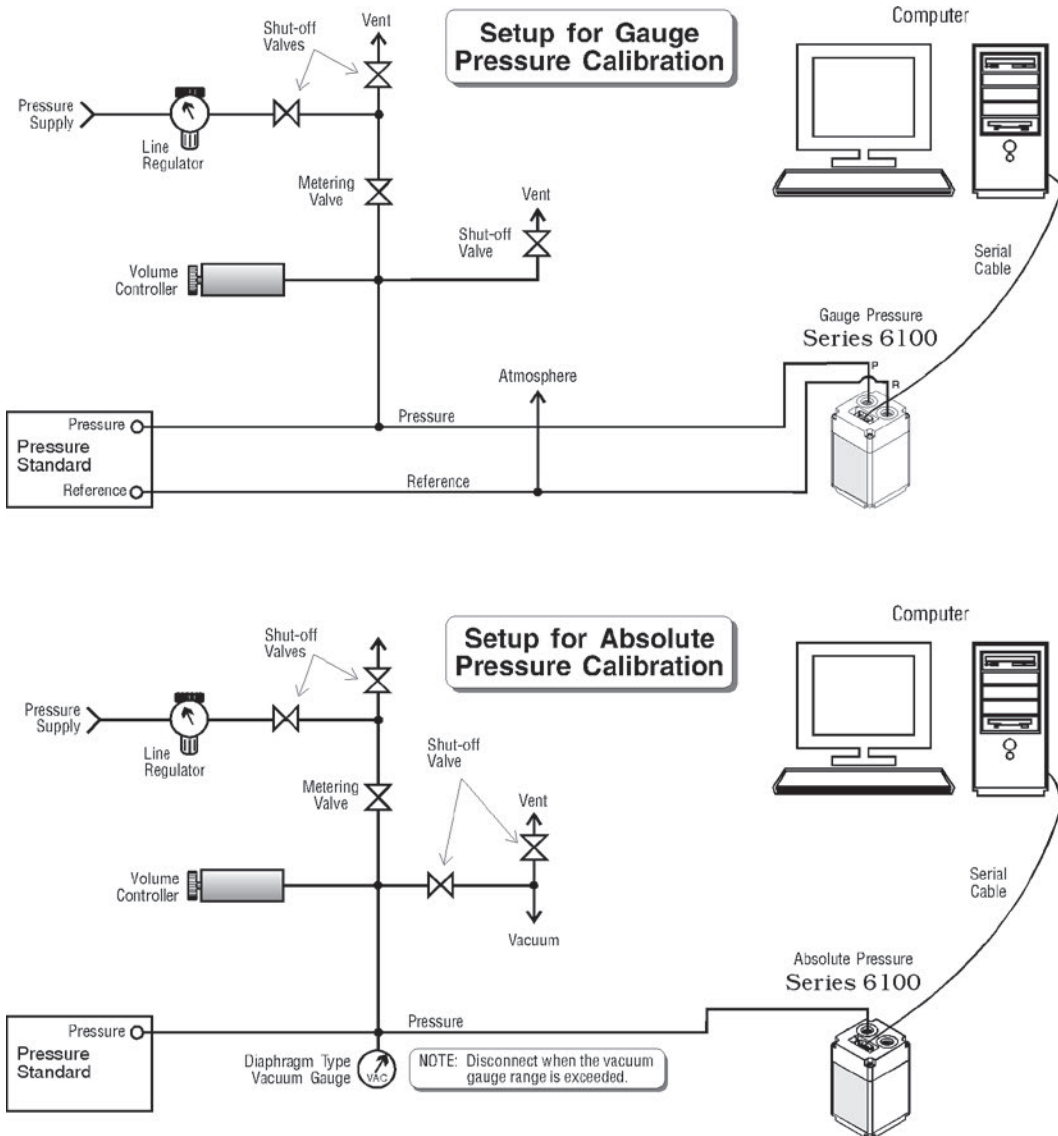 Shut-off
Valves
Vent
Setup for Gauge
Pressure Calibration
Computer
Pressure
Supply
Line
Regulator
Metering
Valve
Vent
Shut-off
Valve
Volume
Controller
Serial
Cable
Gauge Pressure
Series 6100
P
R
Atmosphere
Pressure
Pressure
Pressure
Standard
Reference
Reference
Setup for Absolute
Pressure Calibration
Computer
Shut-off
Valves
Pressure
Supply
Line
Regulator
Shut-off
Valve
Metering
Valve
Vent
Volume
Controller
Serial
Cable
Vacuum
Absolute Pressure
Series 6100
Pressure
Pressure
Pressure
Standard
Diaphragm Type
Vacuum Gauge
VAC
NOTE: Disconnect when the vacuum
gauge range is exceeded.